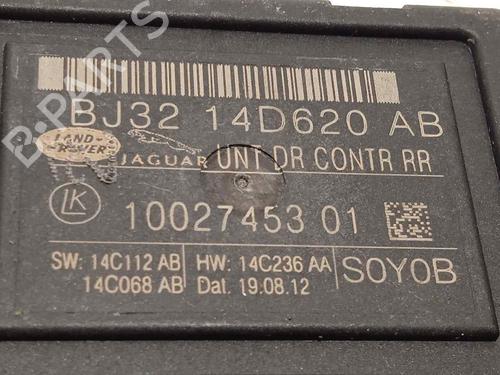 BJ32 14D620 AB
LAND-ROVER
JAGUAR UNT DR CONTR RR
LK 10027453 01
SW: 14C112 AB HW: 14C236 AA SOYOB
14C068 AB Dat. 19.08.12
B-PARTS